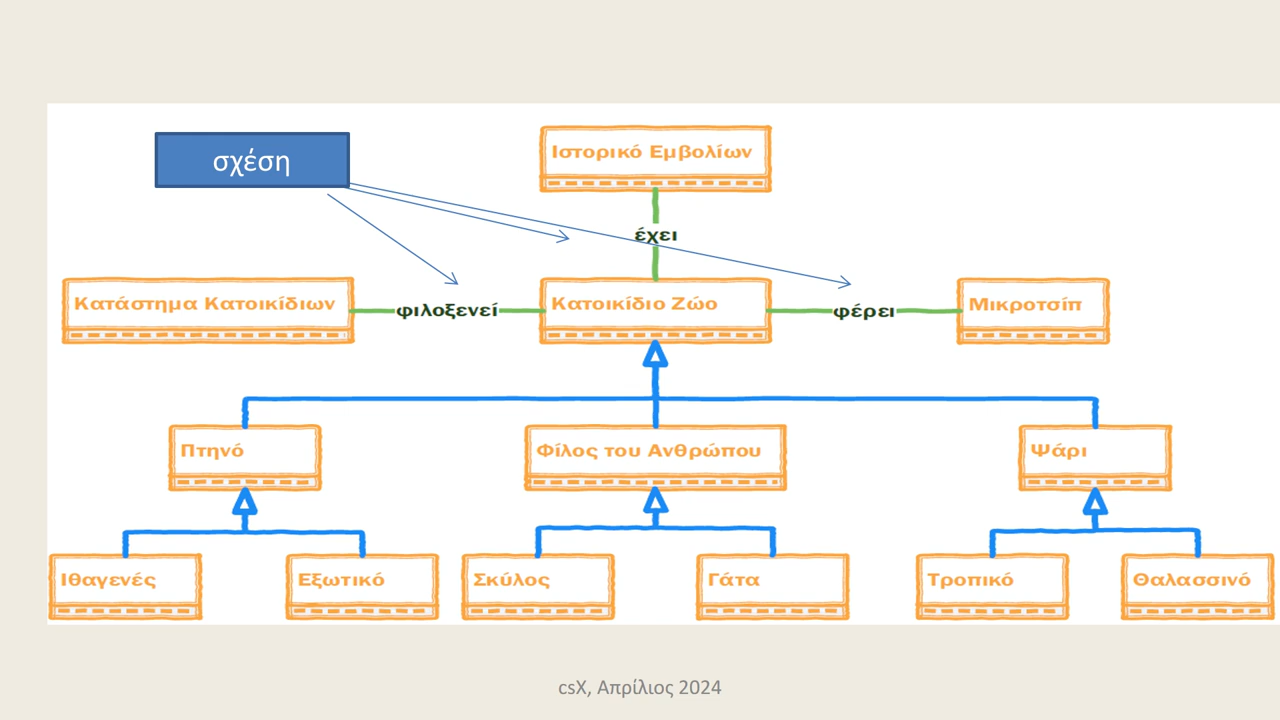 σχέση
Ιστορικό Εμβολίων
έχει
Κατάστημα Κατοικίδιων
φιλοξενεί
Κατοικίδιο Ζώο
φέρει
Μικροτσίπ
Πτηνό
Φίλος του Ανθρώπου
Ψάρι
Ιθαγενές
Εξωτικό
Σκύλος
Γάτα
Τροπικό
Θαλασσινό
csX, Απρίλιος 2024